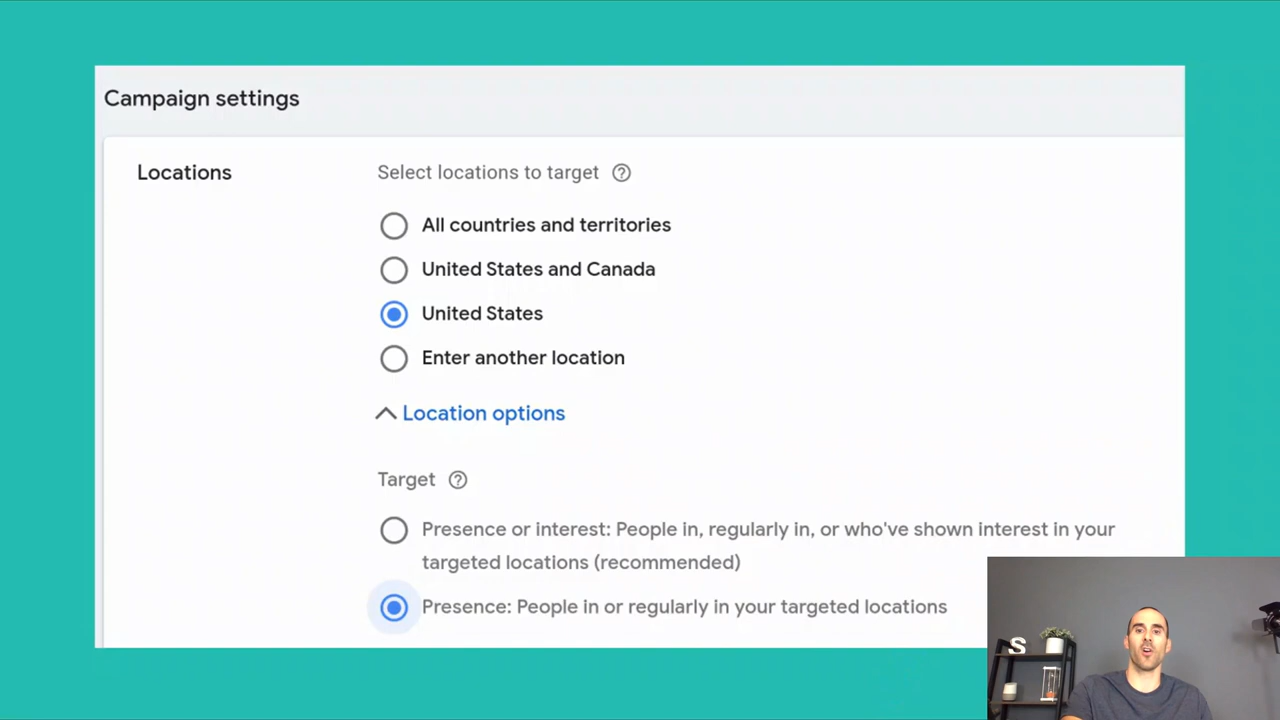 Campaign settings
Locations
Select locations to target ?
All countries and territories
United States and Canada
United States
Enter another location
Location options
Target ?
Presence or interest: People in, regularly in, or who've shown interest in your
targeted locations (recommended)
Presence: People in or regularly in your targeted locations
S